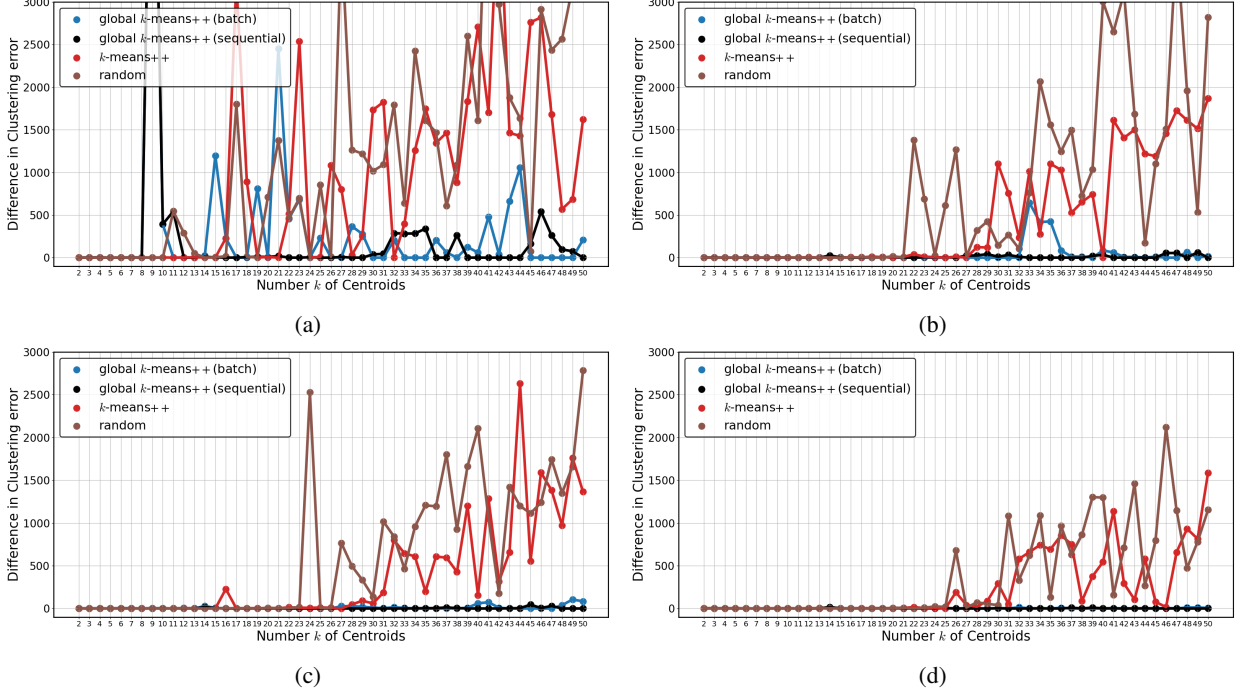 3000
2500
2000
1500
1000
500
0
Difference in Clustering error
global k-means++ (batch)
global k-means++ (sequential)
k-means++
random
2 3 4 5 6 7 8 9 10 11 12 13 14 15 16 17 18 19 20 21 22 23 24 25 26 27 28 29 30 31 32 33 34 35 36 37 38 39 40 41 42 43 44 45 46 47 48 49 50
Number k of Centroids
(a)
3000
2500
2000
1500
1000
500
0
Difference in Clustering error
global k-means++ (batch)
global k-means++ (sequential)
k-means++
random
2 3 4 5 6 7 8 9 10 11 12 13 14 15 16 17 18 19 20 21 22 23 24 25 26 27 28 29 30 31 32 33 34 35 36 37 38 39 40 41 42 43 44 45 46 47 48 49 50
Number k of Centroids
(b)
3000
2500
2000
1500
1000
500
0
Difference in Clustering error
global k-means++ (batch)
global k-means++ (sequential)
k-means++
random
2 3 4 5 6 7 8 9 10 11 12 13 14 15 16 17 18 19 20 21 22 23 24 25 26 27 28 29 30 31 32 33 34 35 36 37 38 39 40 41 42 43 44 45 46 47 48 49 50
Number k of Centroids
(c)
3000
2500
2000
1500
1000
500
0
Difference in Clustering error
global k-means++ (batch)
global k-means++ (sequential)
k-means++
random
2 3 4 5 6 7 8 9 10 11 12 13 14 15 16 17 18 19 20 21 22 23 24 25 26 27 28 29 30 31 32 33 34 35 36 37 38 39 40 41 42 43 44 45 46 47 48 49 50
Number k of Centroids
(d)